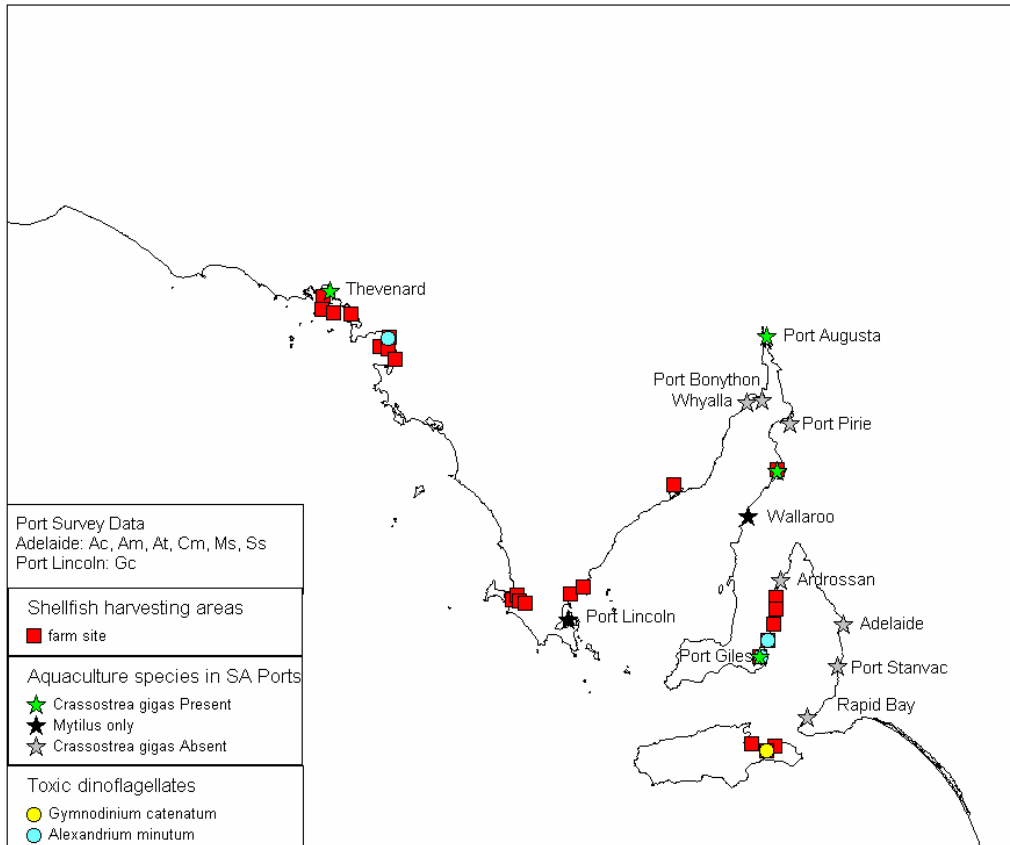 Thevenard
Port Augusta
Port Bonython
Whyalla
Port Pirie
Wallaroo
Ardrossan
Port Lincoln
Adelaide
Port Giles
Port Stanvac
Rapid Bay
Port Survey Data
Adelaide: Ac, Am, At, Cm, Ms, Ss
Port Lincoln: Gc
Shellfish harvesting areas
farm site
Aquaculture species in SA Ports
Crassostrea gigas Present
Mytilus only
Crassostrea gigas Absent
Toxic dinoflagellates
Gymnodinium catenatum
Alexandrium minutum